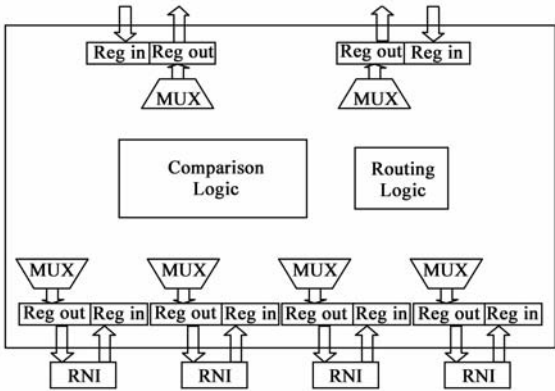 Reg in Reg out Reg out Reg in
MUX MUX
Comparison Logic
Routing Logic
MUX MUX MUX MUX
Reg out Reg in Reg out Reg in Reg out Reg in Reg out Reg in
RNI RNI RNI RNI